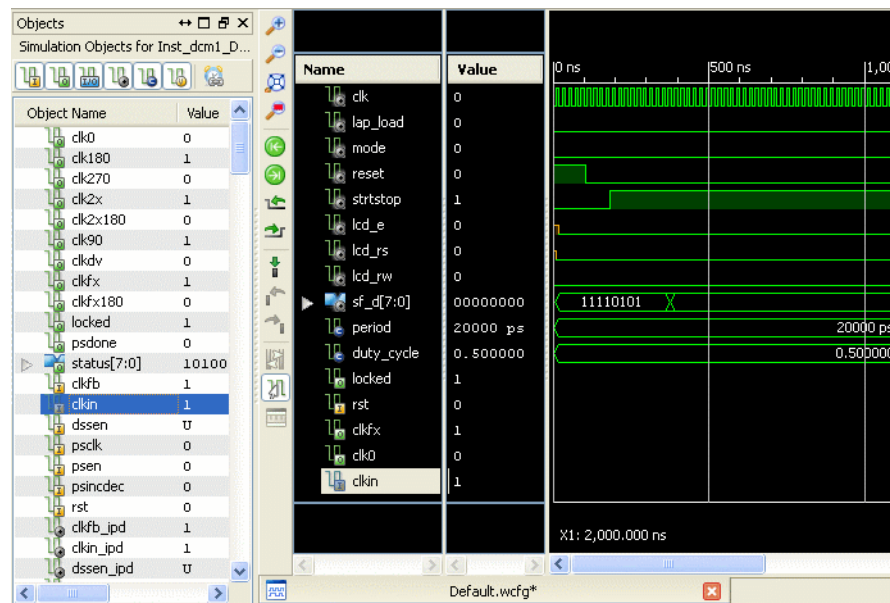 Objects
Simulation Objects for Inst_dcm1_D...
Object Name Value
clk0 0
clk180 1
clk270 0
clk2x 1
clk2x180 0
clk90 1
clkdv 0
clkfx 1
clkfx180 0
locked 1
psdone 0
status[7:0] 10100
clkfb 1
clkin 1
dssen U
psclk 0
psen 0
psincdec 0
rst 0
clkfb_ipd 1
clkin_ipd 1
dssen_ipd U
Name Value
clk 0
lap_load 0
mode 0
reset 0
strtstop 1
lcd_e 0
lcd_rs 0
lcd_rw 0
sf_d[7:0] 00000000
period 20000 ps
duty_cycle 0.500000
locked 1
rst 0
clkfx 1
clk0 0
clkin 1
0 ns 500 ns 1,00
11110101
20000 ps
0.500000
X1: 2,000.000 ns
Default.wcfg*